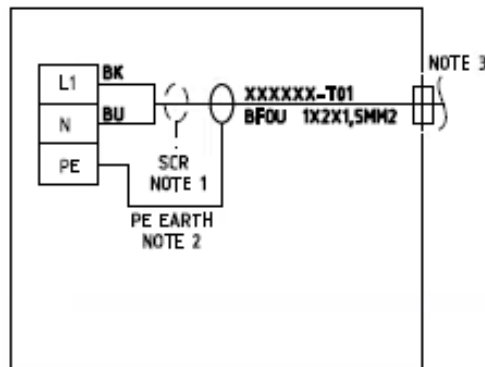 NOTE 3
L1
BK
XXXXXX-T01
N
BU
BFOU 1X2X1,5MM2
PE
SCR
NOTE 1
PE EARTH
NOTE 2